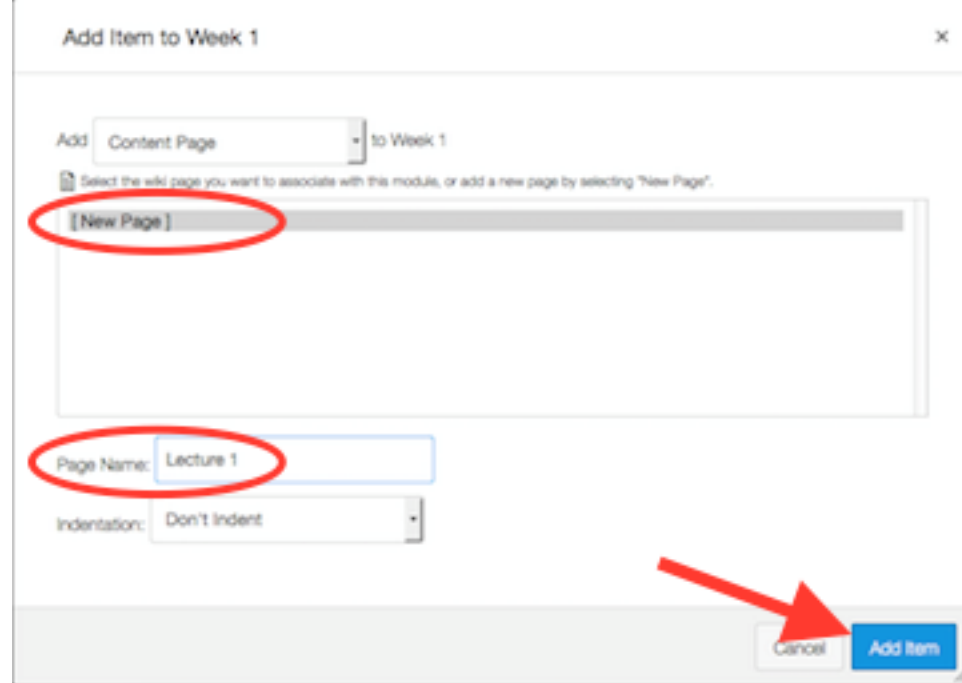 Add Item to Week 1 ×
Add Content Page to Week 1
Select the wiki page you want to associate with this module, or add a new page by selecting "New Page".
[ New Page ]
Page Name: Lecture 1
Indentation: Don't Indent
Cancel Add Item